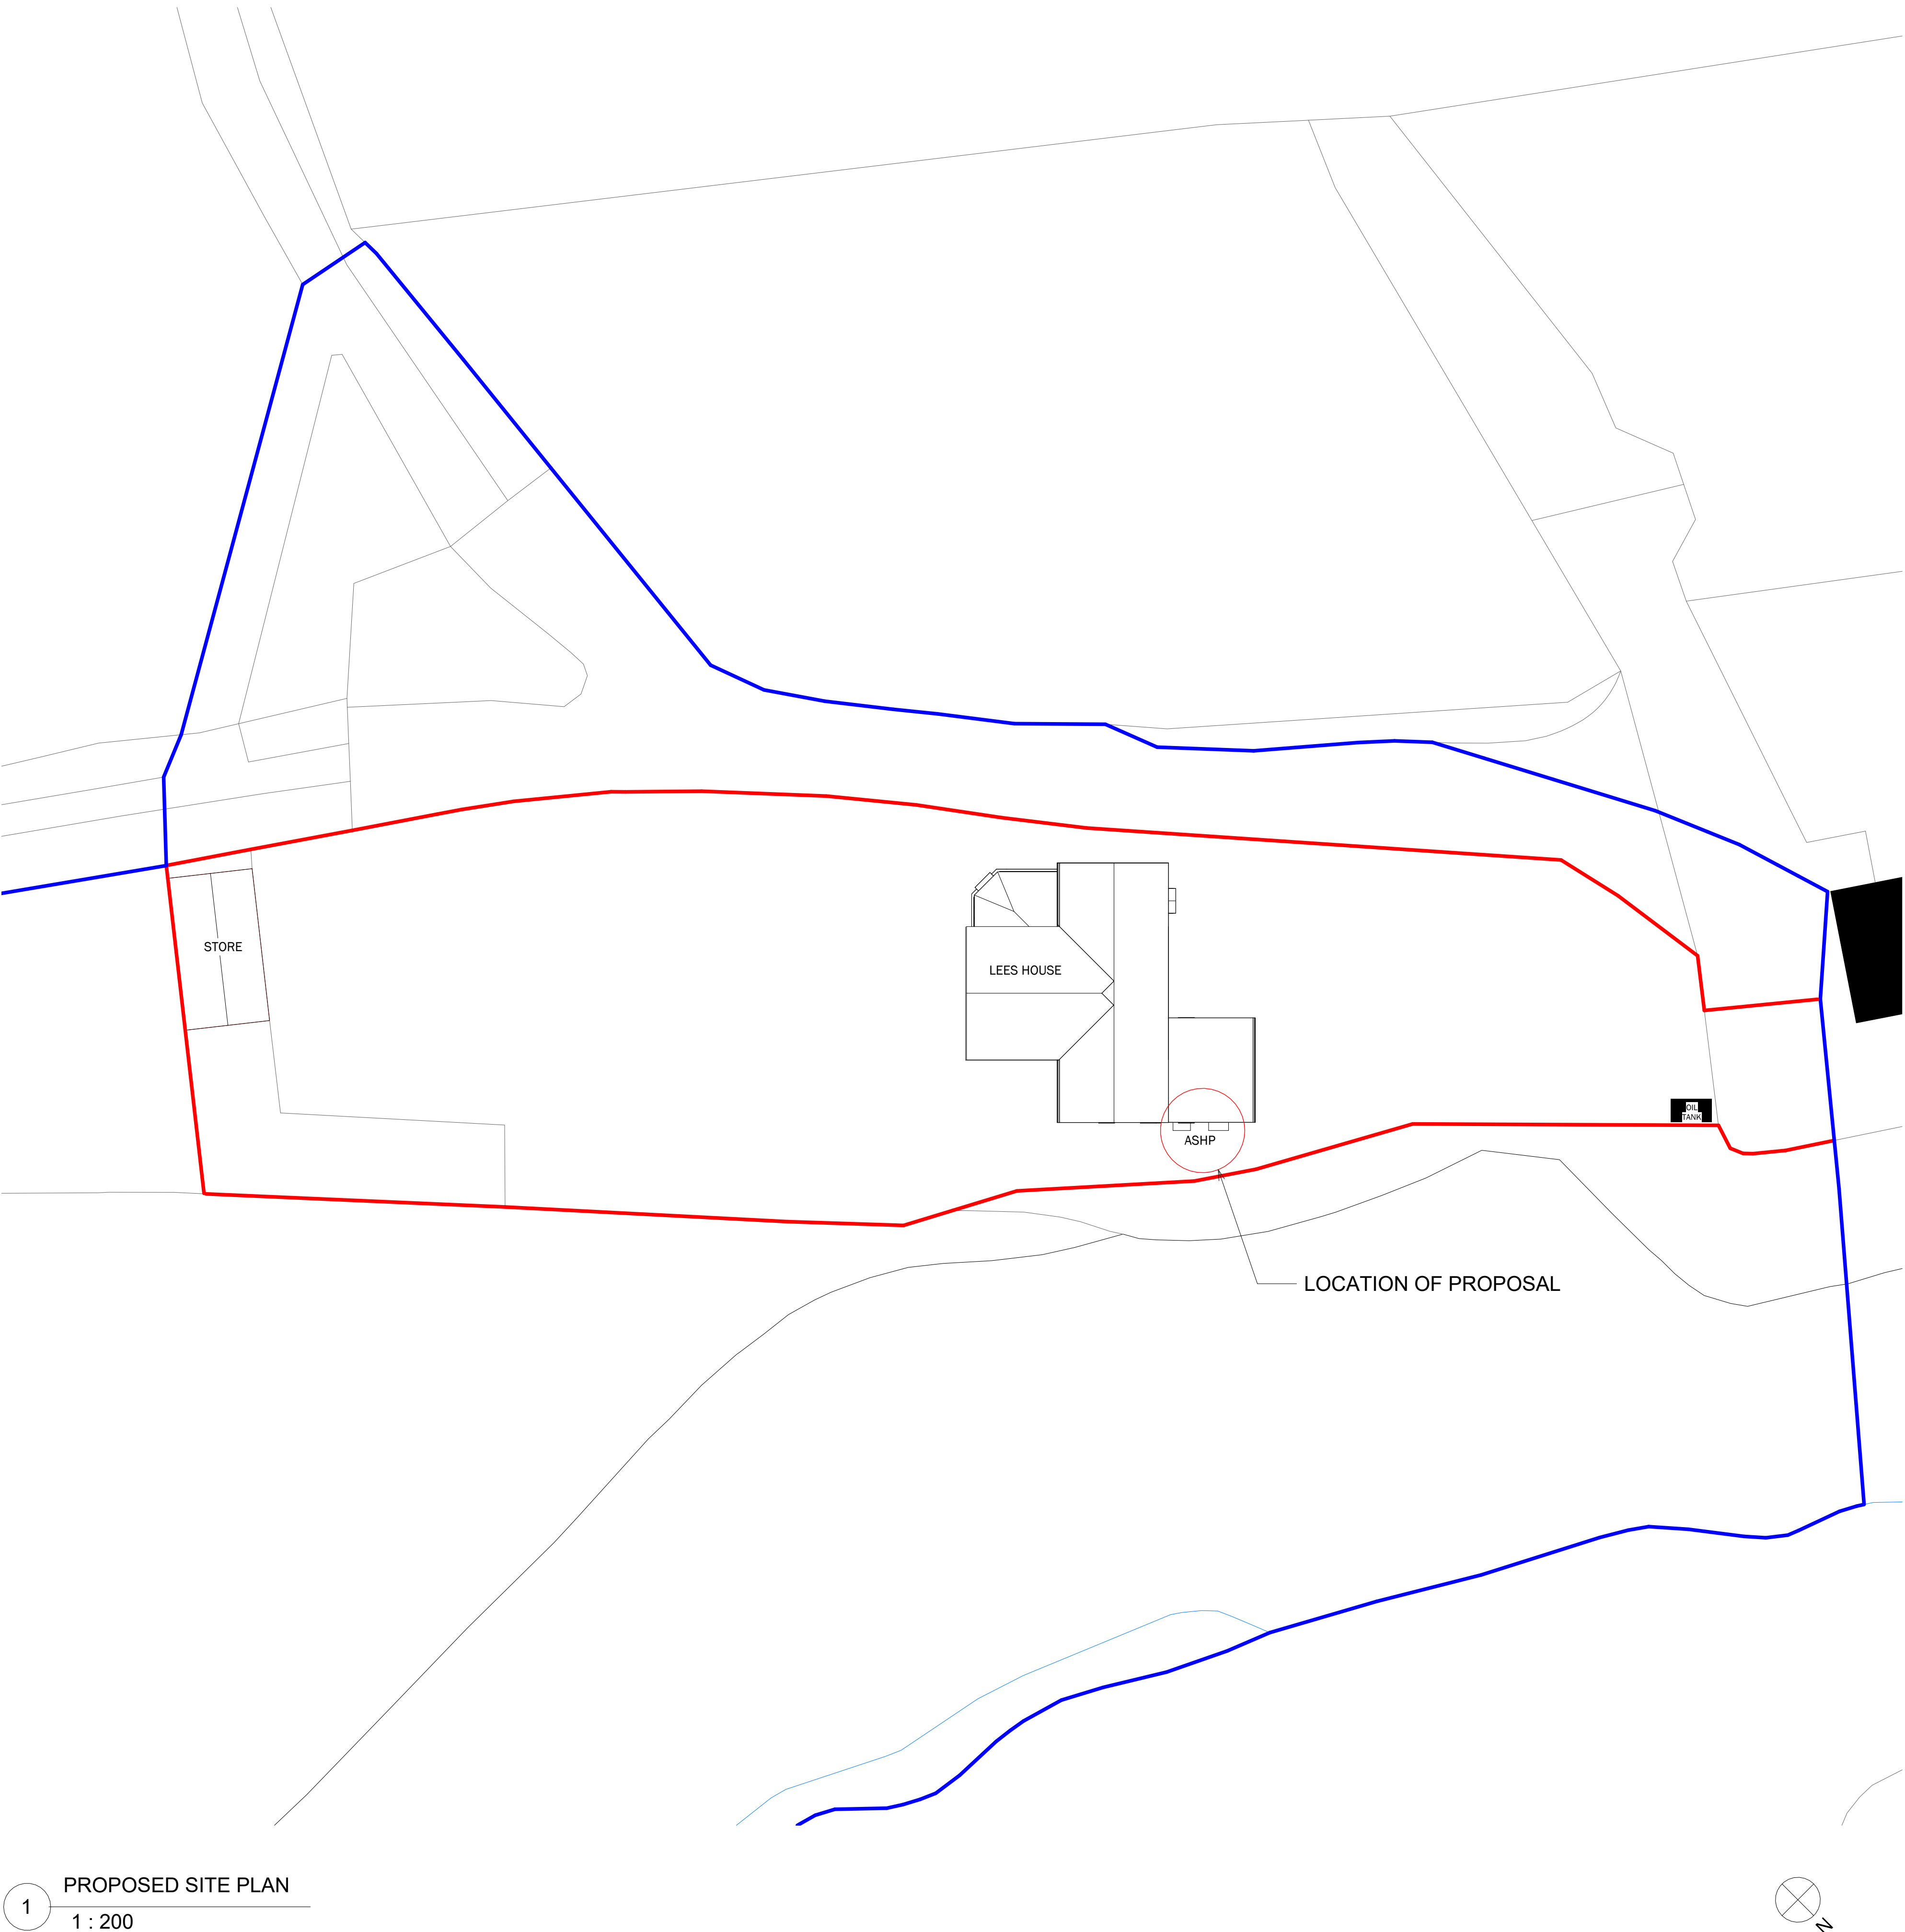 STORE
LEES HOUSE
OIL
TANK
ASHP
LOCATION OF PROPOSAL
1
PROPOSED SITE PLAN
1 : 200
N